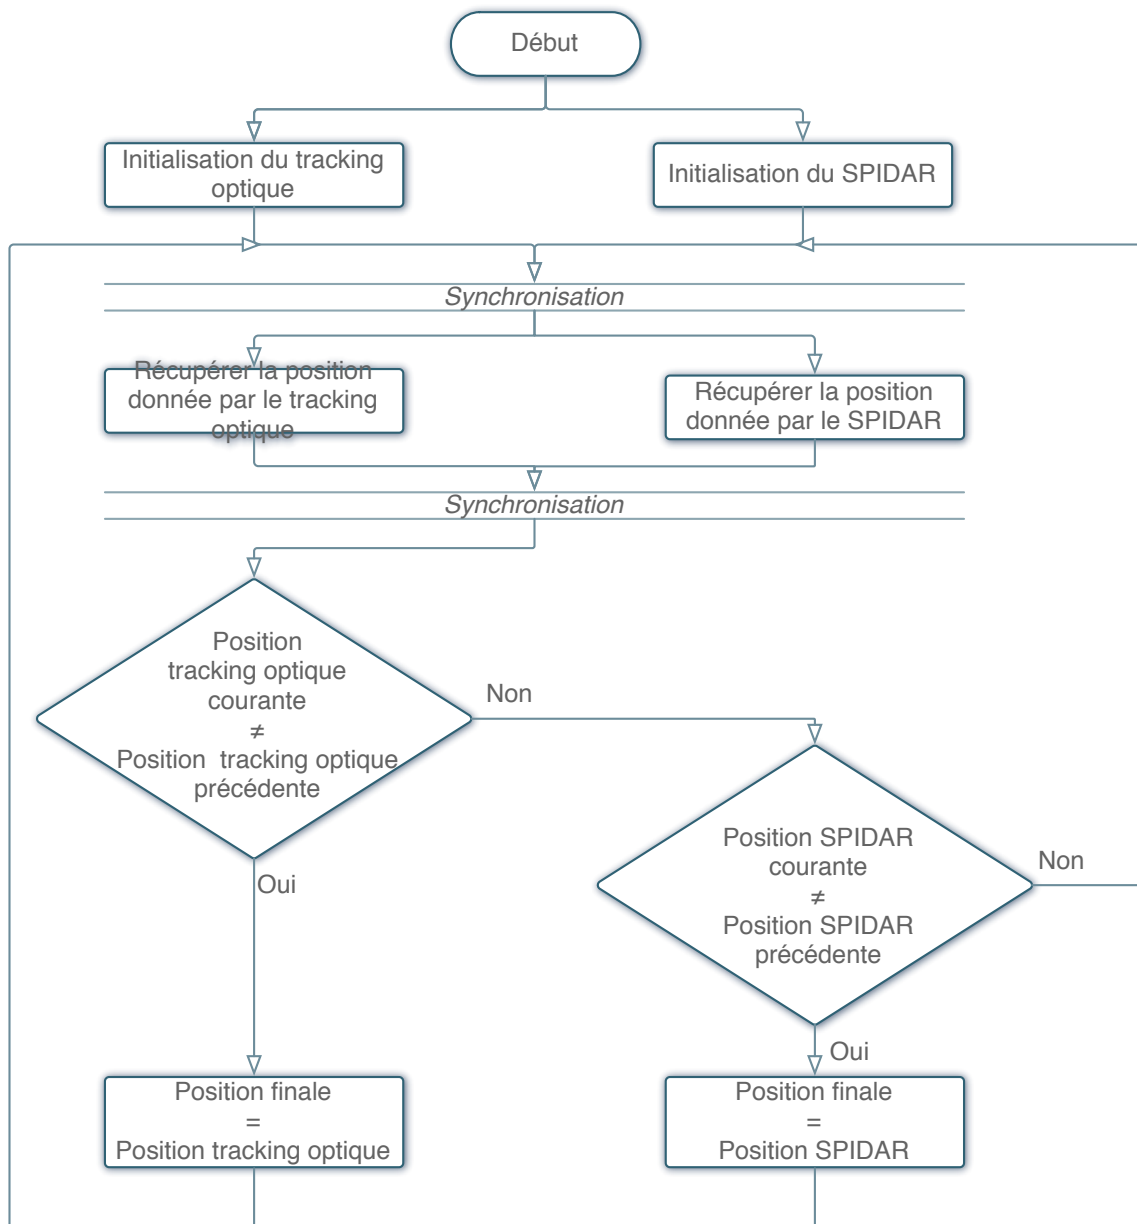 Début
Initialisation du tracking
optique
Initialisation du SPIDAR
Synchronisation
Récupérer la position
donnée par le tracking
optique
Récupérer la position
donnée par le SPIDAR
Synchronisation
Position
tracking optique
courante
≠
Position tracking optique
précédente
Non
Oui
Position SPIDAR
courante
≠
Position SPIDAR
précédente
Non
Oui
Position finale
=
Position tracking optique
Position finale
=
Position SPIDAR